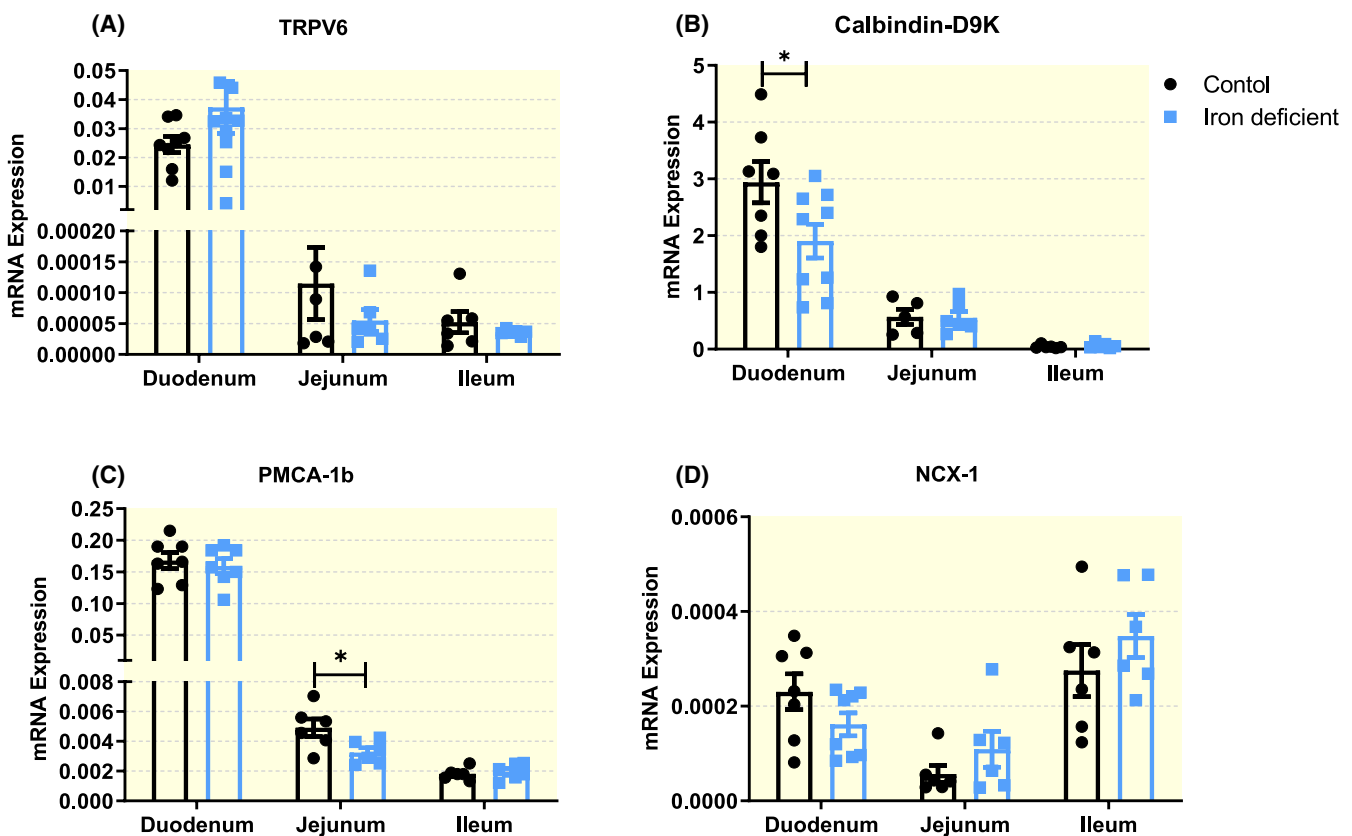 (A)
TRPV6
mRNA Expression
0.05
0.04
0.03
0.02
0.01
0.00020
0.00015
0.00010
0.00005
0.00000
Duodenum Jejunum Ileum
(B)
Calbindin-D9K
mRNA Expression
5
4
3
2
1
0
*
Duodenum Jejunum Ileum
Contol
Iron deficient
(C)
PMCA-1b
mRNA Expression
0.25
0.20
0.15
0.10
0.05
0.008
0.006
0.004
0.002
0.000
*
Duodenum Jejunum Ileum
(D)
NCX-1
mRNA Expression
0.0006
0.0004
0.0002
0.0000
Duodenum Jejunum Ileum